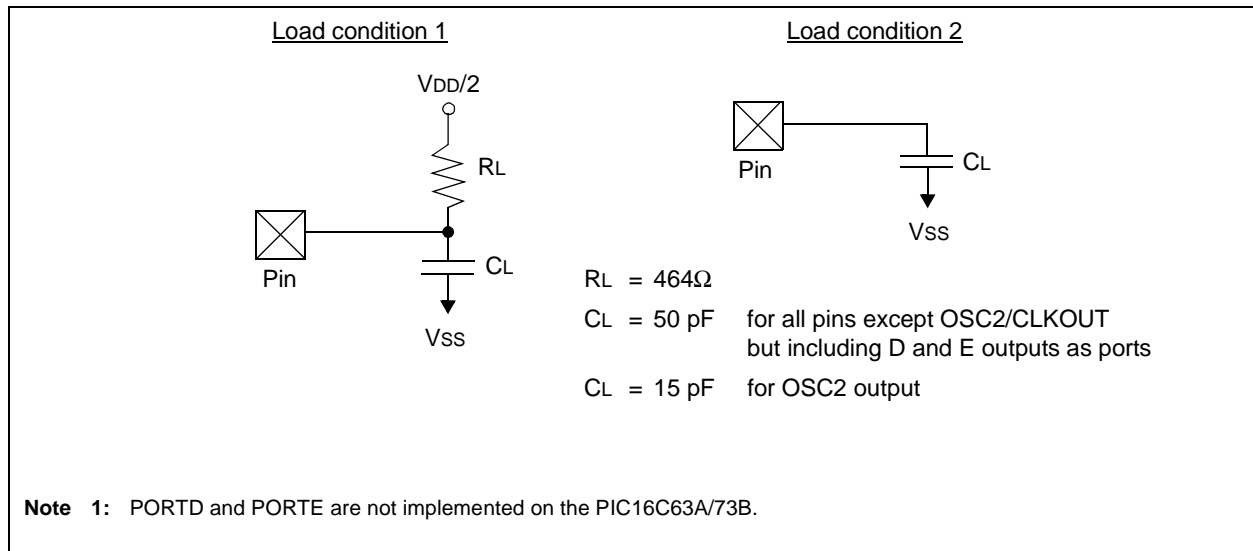 Load condition 1
Load condition 2
VDD/2
RL
Pin
CL
VSS
Pin
CL
VSS
RL = 464Ω
CL = 50 pF for all pins except OSC2/CLKOUT
but including D and E outputs as ports
CL = 15 pF for OSC2 output
Note 1: PORTD and PORTE are not implemented on the PIC16C63A/73B.